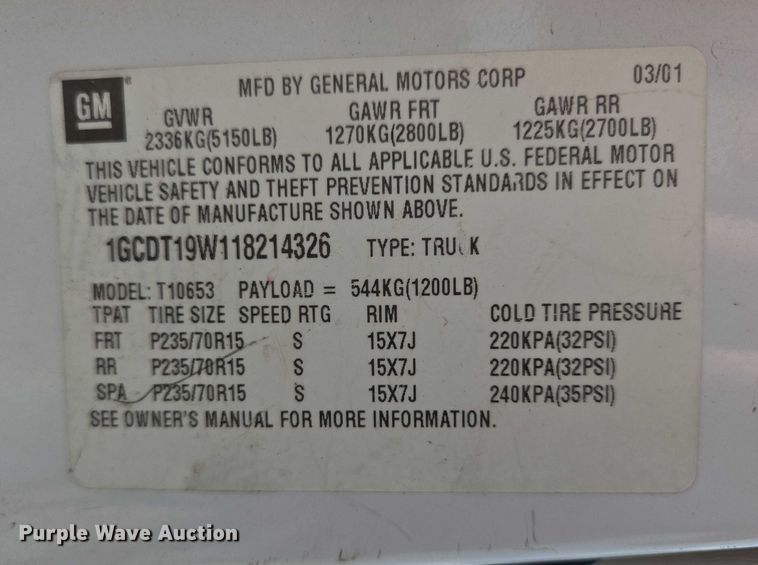 GM
MFD BY GENERAL MOTORS CORP 03/01
GVWR GAWR FRT GAWR RR
2336KG(5150LB) 1270KG(2800LB) 1225KG(2700LB)
THIS VEHICLE CONFORMS TO ALL APPLICABLE U.S. FEDERAL MOTOR
VEHICLE SAFETY AND THEFT PREVENTION STANDARDS IN EFFECT ON
THE DATE OF MANUFACTURE SHOWN ABOVE.
1GCDT19W118214326 TYPE: TRUCK
MODEL: T10653 PAYLOAD = 544KG(1200LB)
TPAT TIRE SIZE SPEED RTG RIM COLD TIRE PRESSURE
FRT P235/70R15 S 15X7J 220KPA(32PSI)
RR P235/70R15 S 15X7J 220KPA(32PSI)
SPA P235/70R15 S 15X7J 240KPA(35PSI)
SEE OWNER'S MANUAL FOR MORE INFORMATION.
Purple Wave Auction